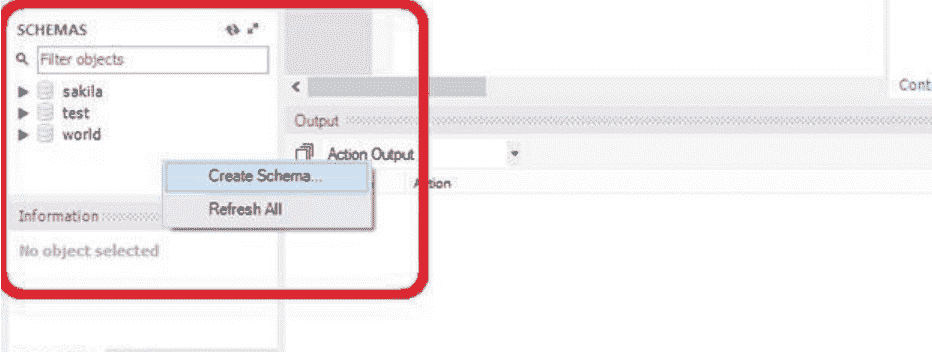 SCHEMAS
Filter objects
sakila
test
world
Create Schema...
Refresh All
Information
No object selected
Output
Action Output
Action
Cont